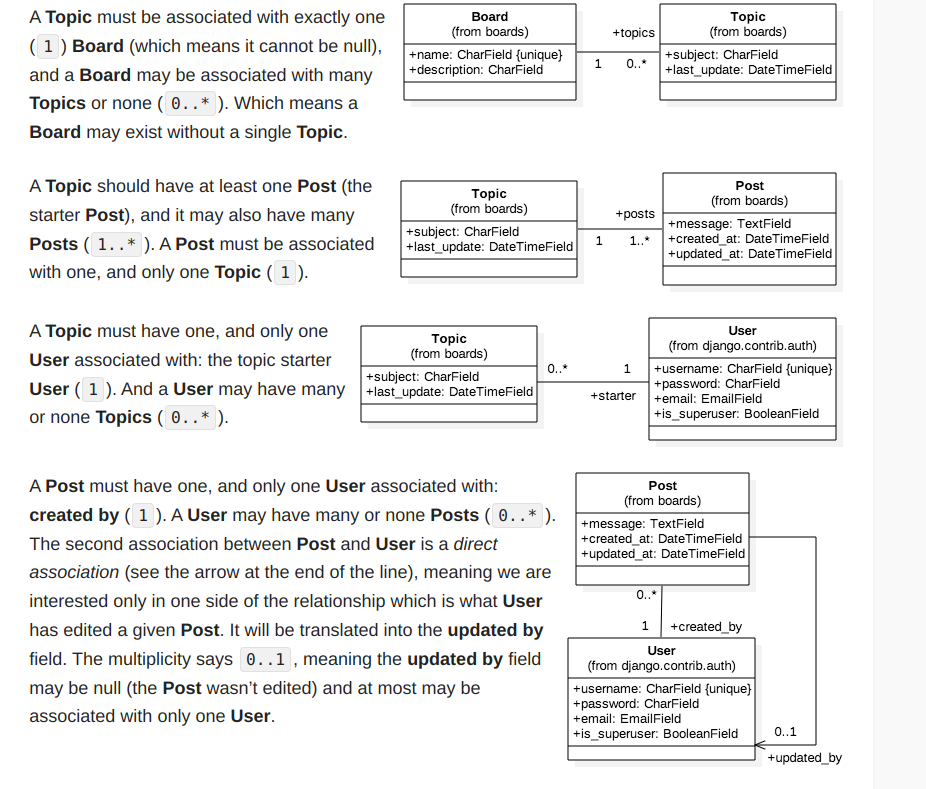 A Topic must be associated with exactly one
( 1 ) Board (which means it cannot be null),
and a Board may be associated with many
Topics or none ( 0..* ). Which means a
Board may exist without a single Topic.
Board
(from boards)
+name: CharField {unique}
+description: CharField
+topics
1 0..*
Topic
(from boards)
+subject: CharField
+last_update: DateTimeField
A Topic should have at least one Post (the
starter Post), and it may also have many
Posts ( 1..* ). A Post must be associated
with one, and only one Topic ( 1 ).
Topic
(from boards)
+subject: CharField
+last_update: DateTimeField
+posts
1 1..*
Post
(from boards)
+message: TextField
+created_at: DateTimeField
+updated_at: DateTimeField
A Topic must have one, and only one
User associated with: the topic starter
User ( 1 ). And a User may have many
or none Topics ( 0..* ).
Topic
(from boards)
+subject: CharField
+last_update: DateTimeField
0..* 1
+starter
User
(from django.contrib.auth)
+username: CharField {unique}
+password: CharField
+email: EmailField
+is_superuser: BooleanField
A Post must have one, and only one User associated with:
created by ( 1 ). A User may have many or none Posts ( 0..* ).
The second association between Post and User is a direct
association (see the arrow at the end of the line), meaning we are
interested only in one side of the relationship which is what User
has edited a given Post. It will be translated into the updated by
field. The multiplicity says 0..1 , meaning the updated by field
may be null (the Post wasn’t edited) and at most may be
associated with only one User.
Post
(from boards)
+message: TextField
+created_at: DateTimeField
+updated_at: DateTimeField
0..*
1 +created_by
User
(from django.contrib.auth)
+username: CharField {unique}
+password: CharField
+email: EmailField
+is_superuser: BooleanField
0..1
+updated_by